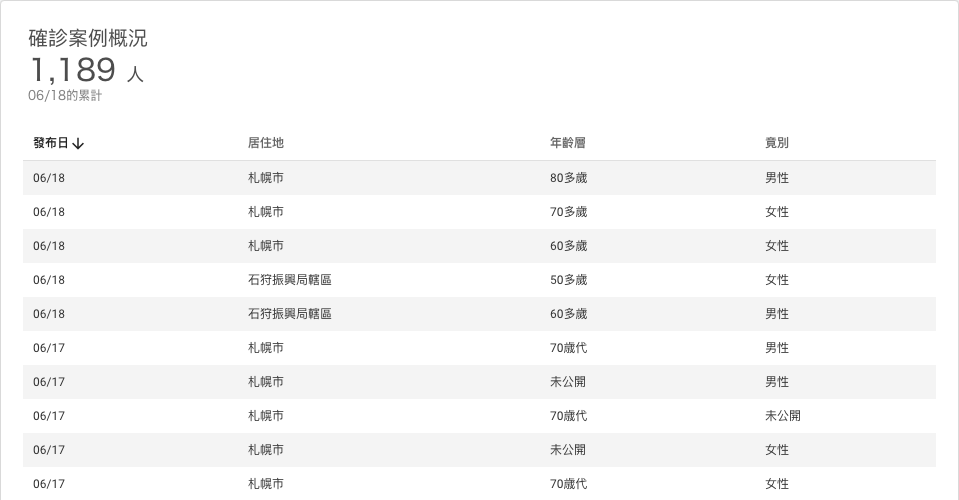 確診案例概況
1,189 人
06/18的累計
發布日↓ 居住地 年齡層 竟別
06/18 札幌市 80多歲 男性
06/18 札幌市 70多歲 女性
06/18 札幌市 60多歲 女性
06/18 石狩振興局轄區 50多歲 女性
06/18 石狩振興局轄區 60多歲 男性
06/17 札幌市 70歳代 男性
06/17 札幌市 未公開 男性
06/17 札幌市 70歳代 未公開
06/17 札幌市 未公開 女性
06/17 札幌市 70歳代 女性